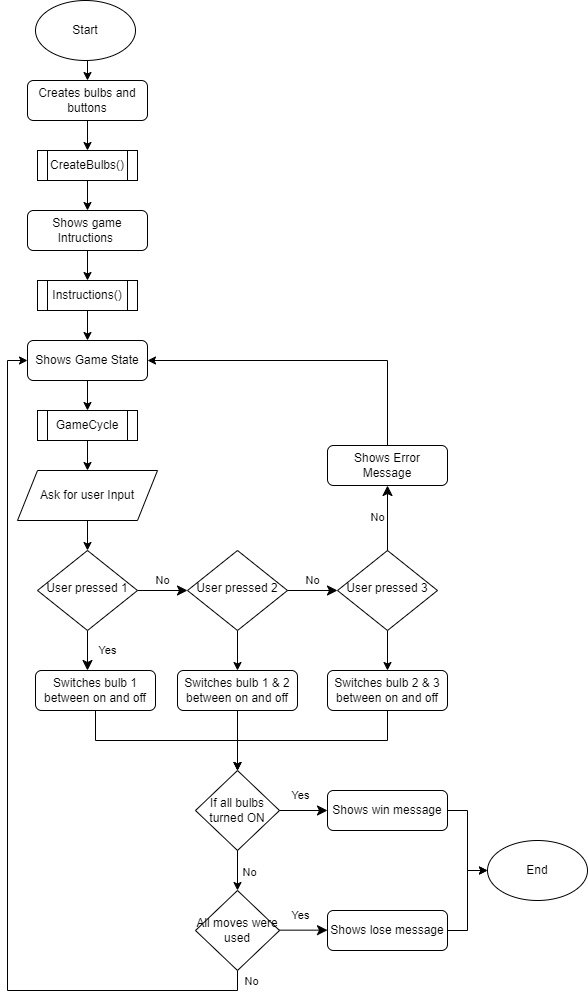 Start
Creates bulbs and
buttons
CreateBulbs()
Shows game
Intructions
Instructions()
Shows Game State
GameCycle
Shows Error
Message
Ask for user Input
No
User pressed 1
No
User pressed 2
No
User pressed 3
Yes
Switches bulb 1
between on and off
Switches bulb 1 & 2
between on and off
Switches bulb 2 & 3
between on and off
If all bulbs
turned ON
Yes
Shows win message
End
No
All moves were
used
Yes
Shows lose message
No